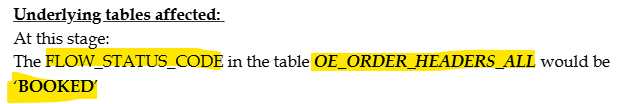 Underlying tables affected:
At this stage:
The FLOW_STATUS_CODE in the table OE_ORDER_HEADERS_ALL would be
‘BOOKED’